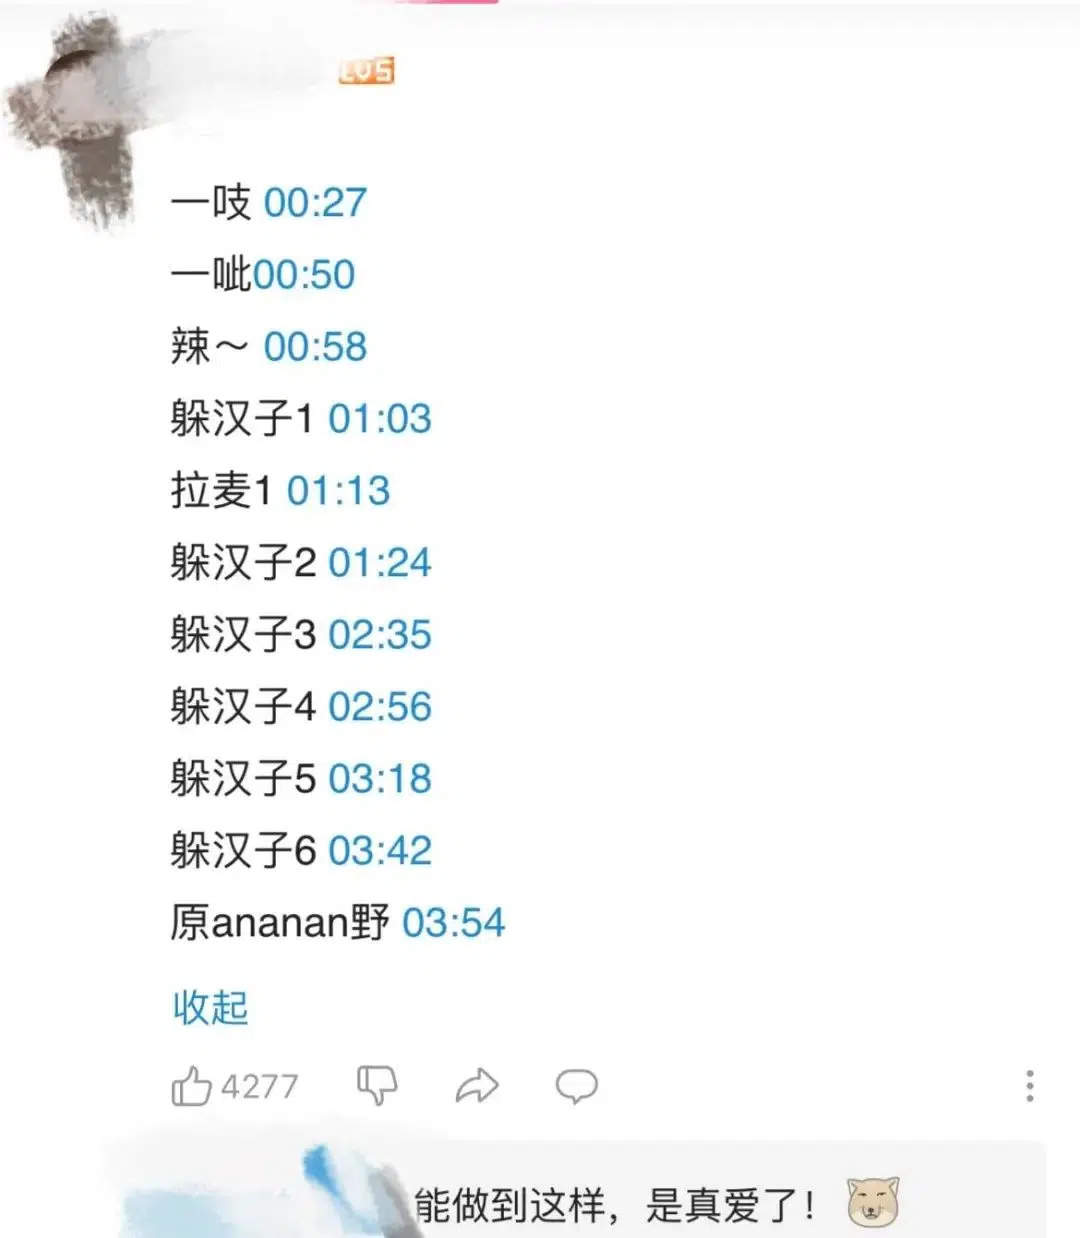 LV5
一吱 00:27
一呲00:50
辣～ 00:58
躲汉子1 01:03
拉麦1 01:13
躲汉子2 01:24
躲汉子3 02:35
躲汉子4 02:56
躲汉子5 03:18
躲汉子6 03:42
原ananan野 03:54
收起
4277
能做到这样，是真爱了！